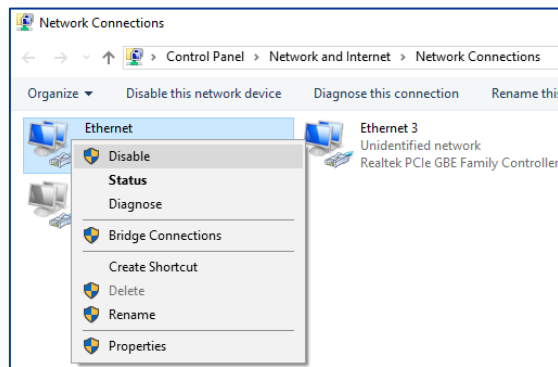 Network Connections
Control Panel > Network and Internet > Network Connections
Organize Disable this network device Diagnose this connection Rename this
Ethernet
Ethernet 3
Unidentified network
Realtek PCIe GBE Family Controller
Disable
Status
Diagnose
Bridge Connections
Create Shortcut
Delete
Rename
Properties